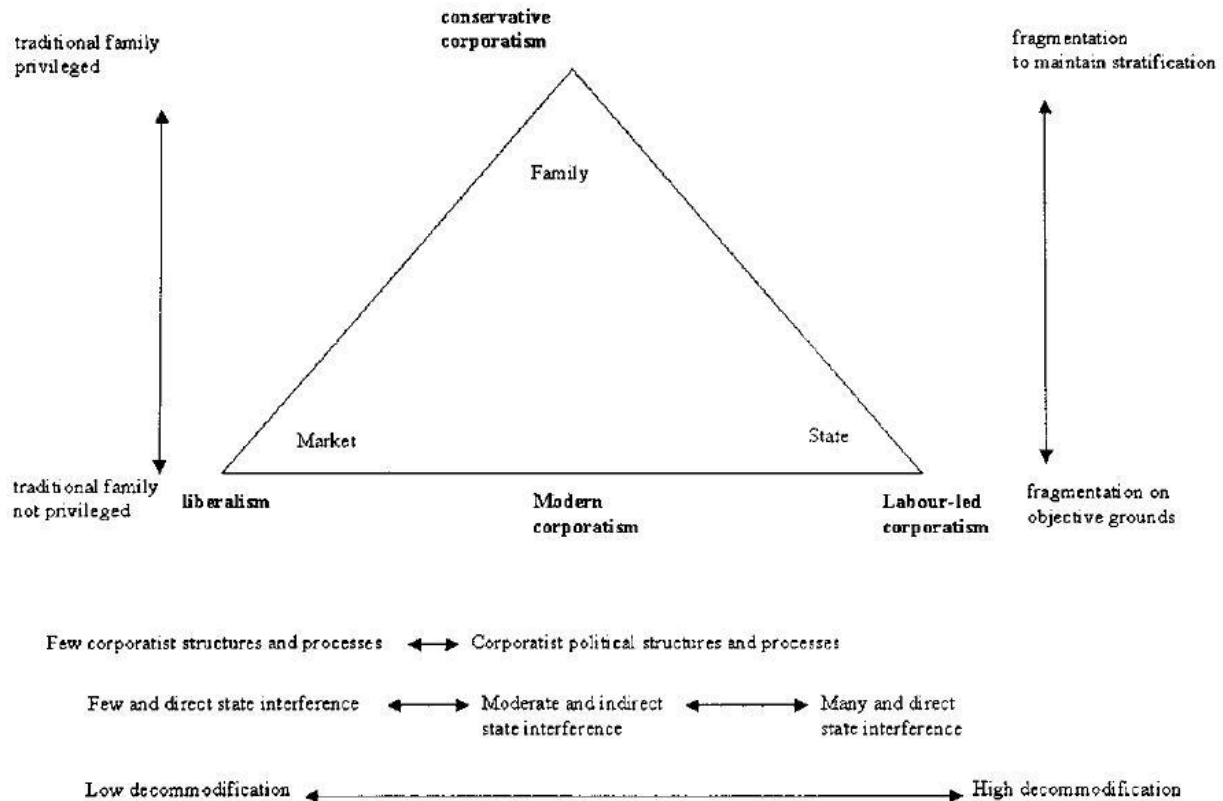 conservative
corporatism
traditional family
privileged
fragmentation
to maintain stratification
Family
Market
State
traditional family
not privileged
liberalism
Modern
corporatism
Labour-led
corporatism
fragmentation on
objective grounds
Few corporatist structures and processes
Corporatist political structures and processes
Few and direct state interference
Moderate and indirect
state interference
Many and direct
state interference
Low decommodification
High decommodification